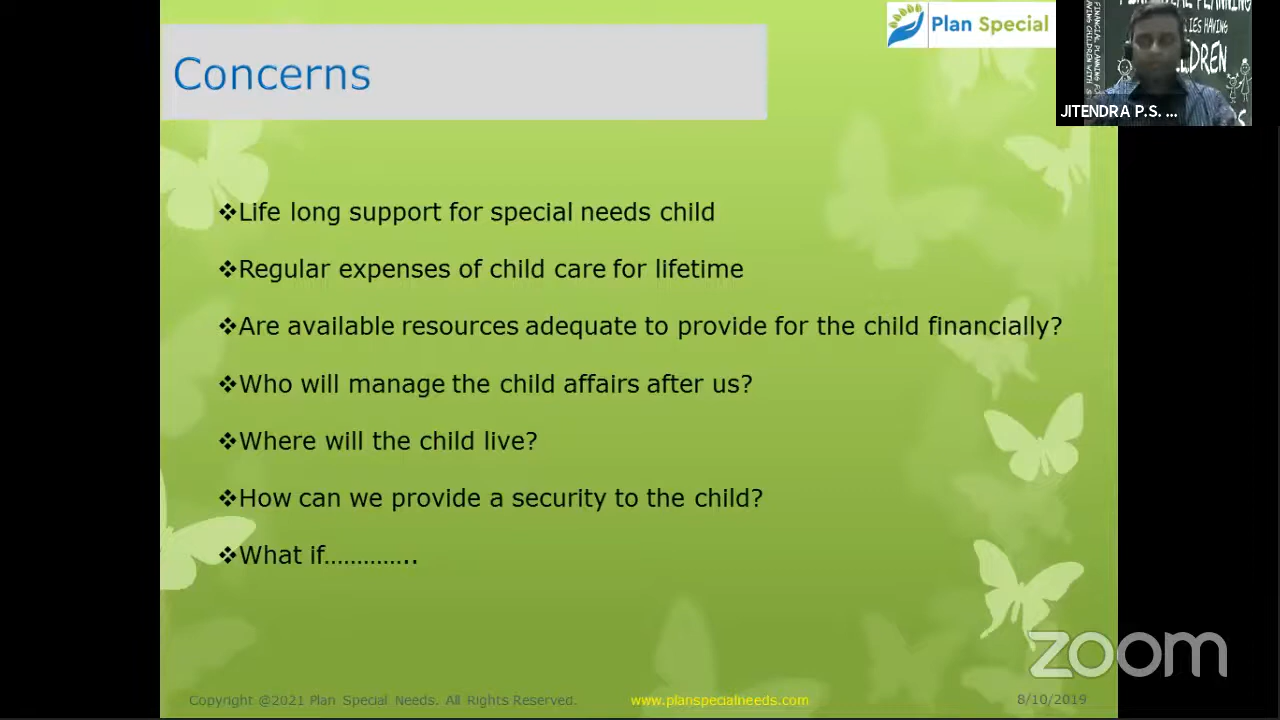 Concerns
Plan Special
❖Life long support for special needs child
❖Regular expenses of child care for lifetime
❖Are available resources adequate to provide for the child financially?
❖Who will manage the child affairs after us?
❖Where will the child live?
❖How can we provide a security to the child?
❖What if…………..
JITENDRA P.S. ...
zoom
Copyright @2021 Plan Special Needs. All Rights Reserved.
www.planspecialneeds.com
8/10/2019